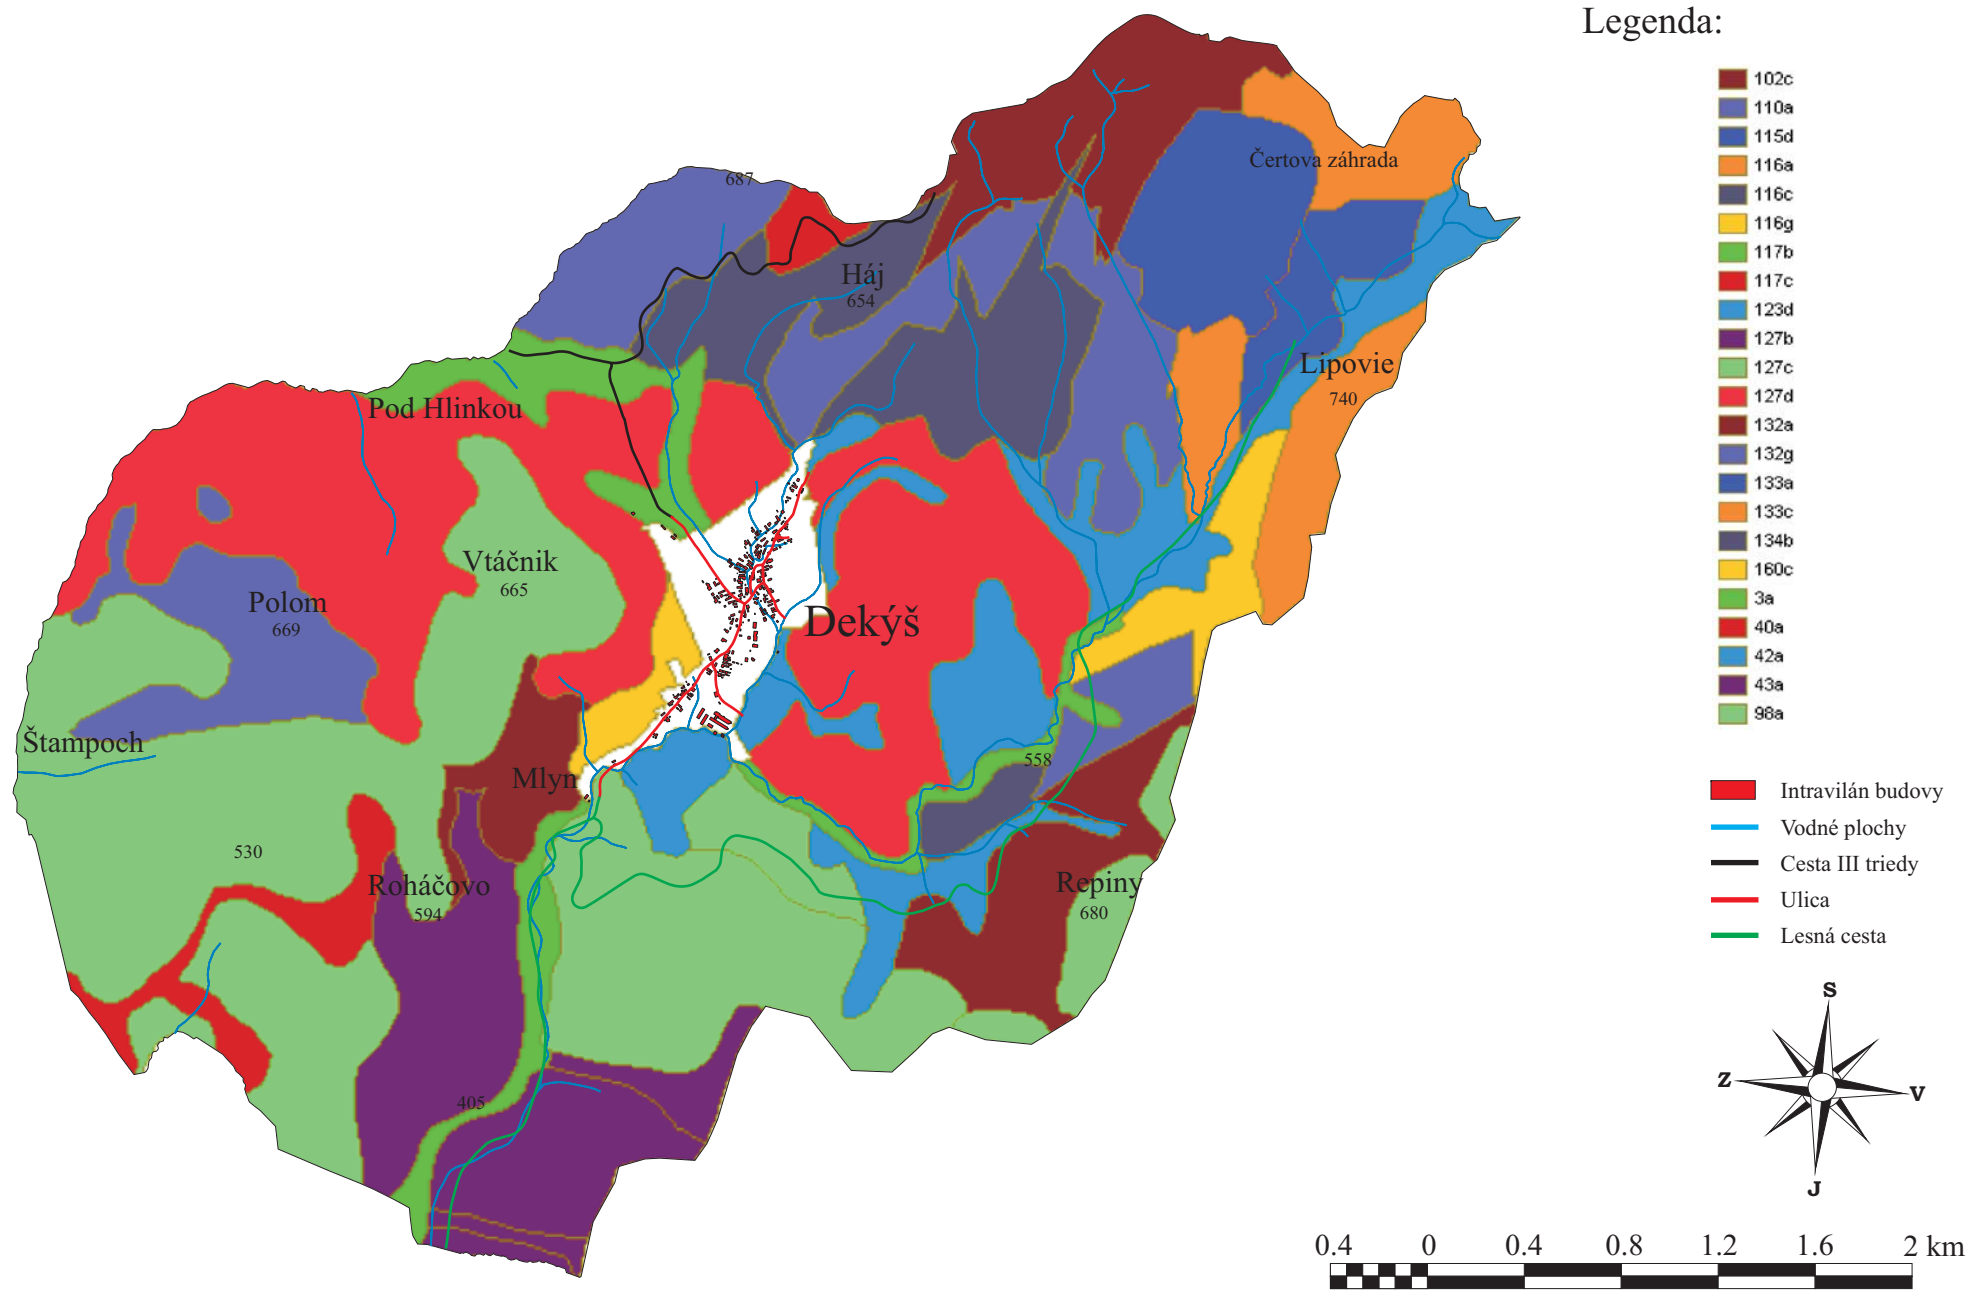 Legenda:
102c
110a
115d
116a
116c
116g
117b
117c
123d
127b
127c
127d
132a
132g
133a
133c
134b
160c
3a
40a
42a
43a
98a
Intravilán budovy
Vodné plochy
Cesta III triedy
Ulica
Lesná cesta
S
Z
V
J
0.4 0 0.4 0.8 1.2 1.6 2 km
687
Čertova záhrada
Háj
654
Lipovie
740
Pod Hlinkou
Vtáčnik
665
Polom
669
Dekýš
Štampoch
558
Mlyn
530
Roháčovo
594
Repiny
680
405